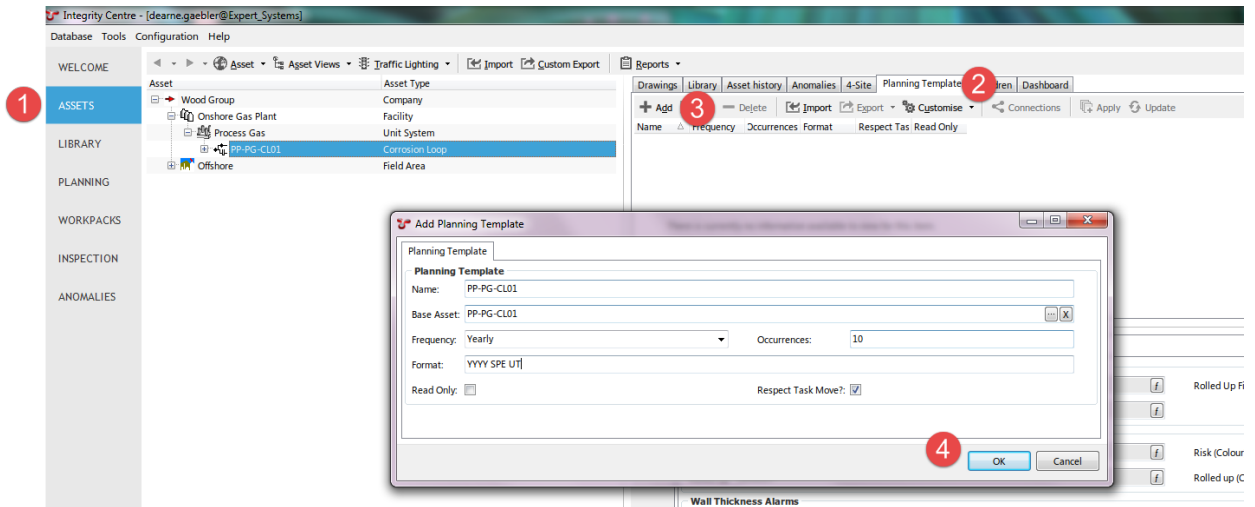 Integrity Centre - [dearne.gaebler@Expert_Systems]
Database Tools Configuration Help
WELCOME
ASSETS
LIBRARY
PLANNING
WORKPACKS
INSPECTION
ANOMALIES
1
Asset Asset Views Traffic Lighting Import Custom Export Reports
Asset Asset Type
Wood Group Company
Onshore Gas Plant Facility
Process Gas Unit System
PP-PG-CL01 Corrosion Loop
Offshore Field Area
Drawings Library Asset history Anomalies 4-Site Planning Template 2 Dashboard
Add 3 Delete Import Export Customise Connections Apply Update
Name Frequency Occurrences Format Respect Tas Read Only
Add Planning Template
Planning Template
Planning Template
Name: PP-PG-CL01
Base Asset: PP-PG-CL01 ... X
Frequency: Yearly Occurrences: 10
Format: YYYY SPE UT
Read Only: Respect Task Move?:
4
OK Cancel
f Rolled Up Fi
f
f Risk (Colour
f Rolled up (C
Wall Thickness Alarms